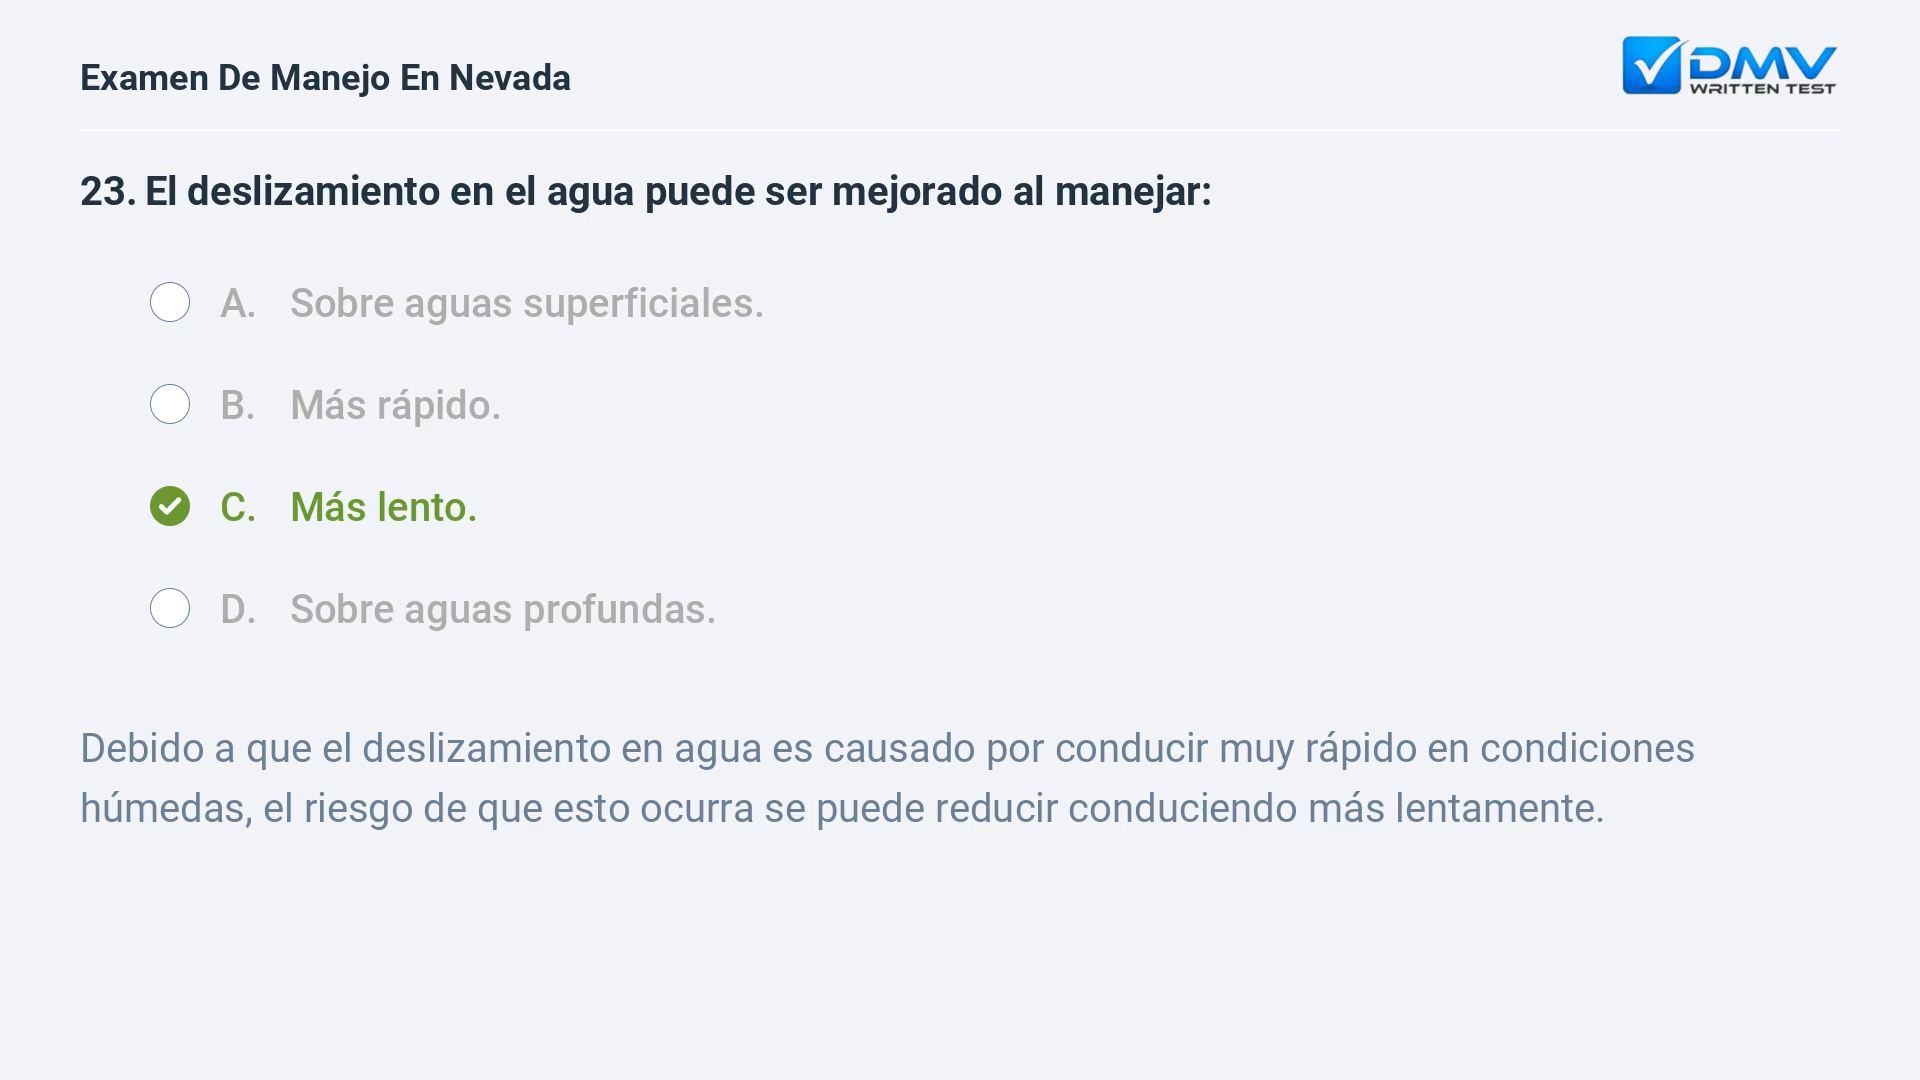 Examen De Manejo En Nevada
DMV
WRITTEN TEST
23. El deslizamiento en el agua puede ser mejorado al manejar:
A. Sobre aguas superficiales.
B. Más rápido.
C. Más lento.
D. Sobre aguas profundas.
Debido a que el deslizamiento en agua es causado por conducir muy rápido en condiciones
húmedas, el riesgo de que esto ocurra se puede reducir conduciendo más lentamente.